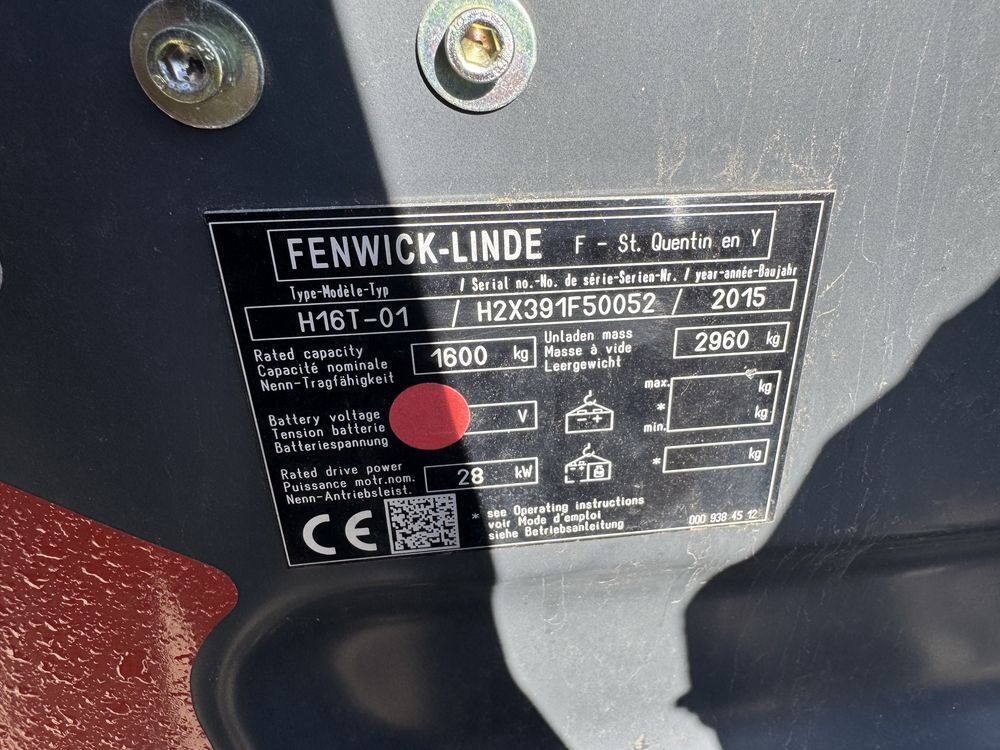 FENWICK-LINDE F - St. Quentin en Y
Type-Modèle-Typ / Serial no.-No. de série-Serien-Nr. / year-année-Baujahr
H16T-01 / H2X391F50052 / 2015
Rated capacity
Capacité nominale
Nenn-Tragfähigkeit
1600 kg
Unladen mass
Masse à vide
Leergewicht
2960 kg
Battery voltage
Tension batterie
Batteriespannung
V
- +
max. kg
*
min. kg
Rated drive power
Puissance motr.nom.
Nenn-Antriebsleist.
28 kW
- +
* kg
CE
* see Operating instructions
voir Mode d'emploi
siehe Betriebsanleitung
000 938 45 12